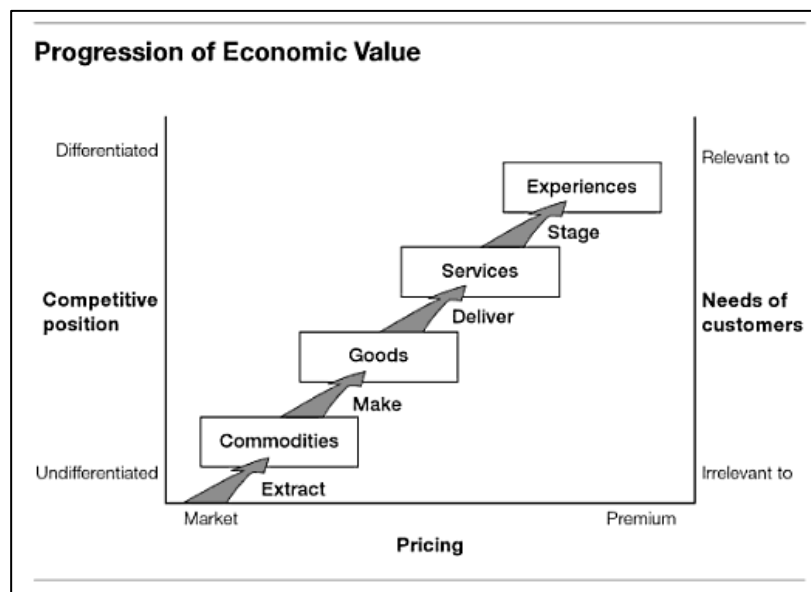 Progression of Economic Value
Differentiated
Relevant to
Experiences
Stage
Services
Competitive
position
Needs of
customers
Deliver
Goods
Make
Commodities
Undifferentiated
Irrelevant to
Extract
Market
Premium
Pricing